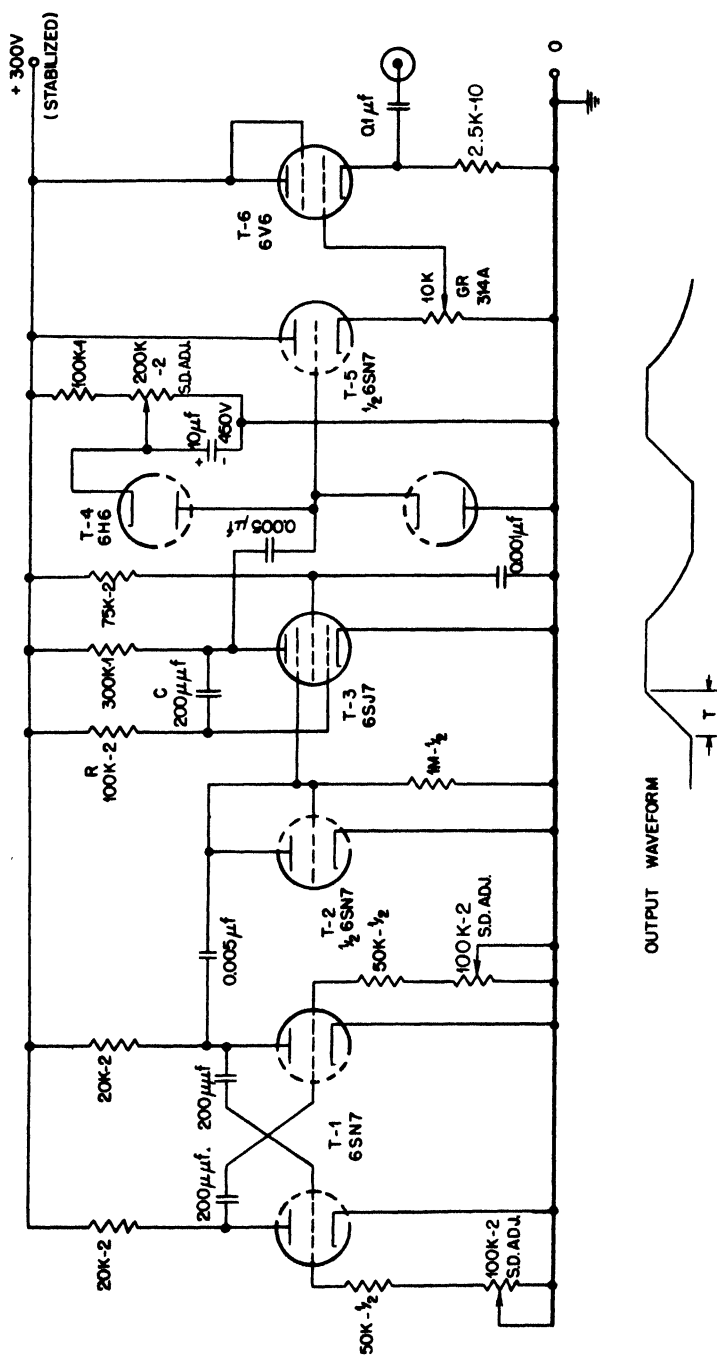 + 300V
(STABILIZED)
20K-2
20K-2
200μμf.
200μμf
T-1
6SN7
50K-½
100K-2
S.D.ADJ.
50K-½
100K-2
S.D. ADJ.
0.005μf
T-2
½ 6SN7
1M-½
R
100K-2
C
200μμf
300K-1
75K-2
T-3
6SJ7
0.005μf
0.001μf
T-4
6H6
100K-1
200K
-2
S.D. ADJ.
+
10μf
-
450V
T-5
½ 6SN7
10K
GR
314A
T-6
6V6
0.1μf
2.5K-10
0
OUTPUT WAVEFORM
T